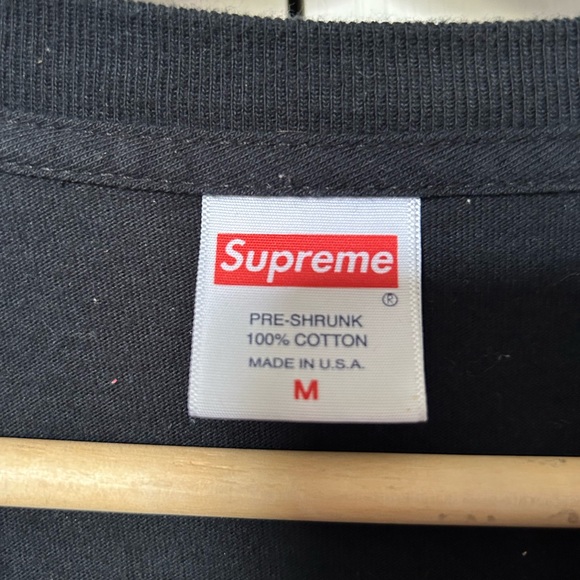 Supreme
®
PRE-SHRUNK
100% COTTON
MADE IN U.S.A.
M